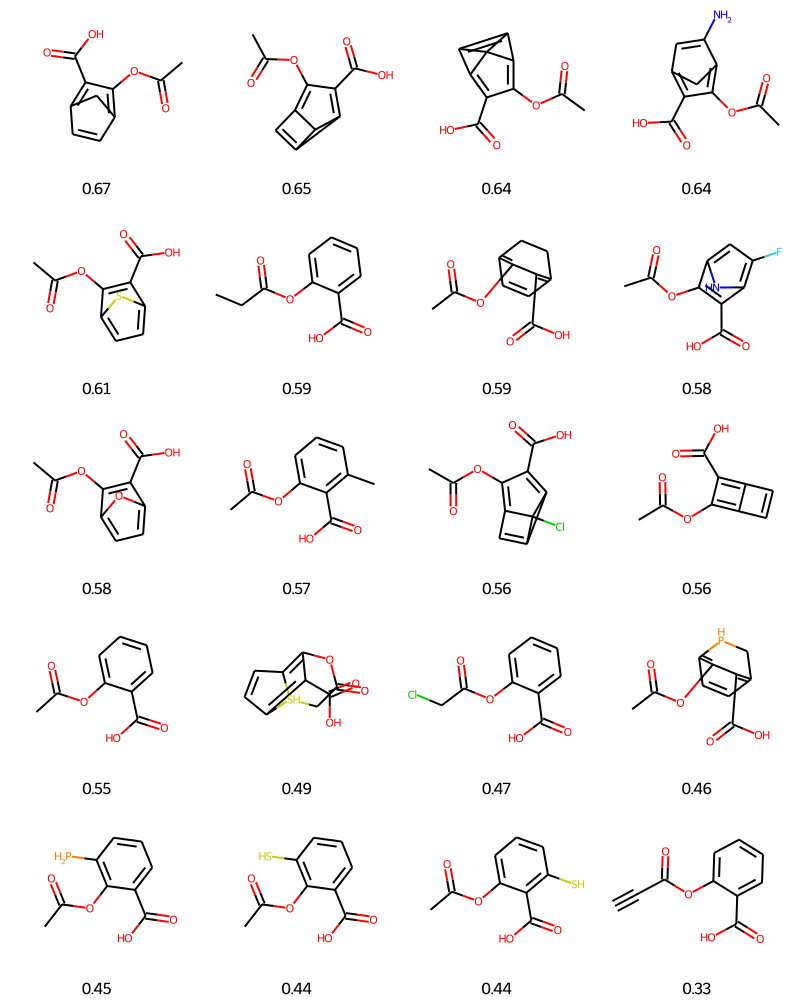 OH O O O
0.67
O O O OH
0.65
HO O O O
0.64
NH2 HO O O O
0.64
O O OH O S
0.61
O O HO O
0.59
O O O OH
0.59
O O HN F HO O
0.58
O O OH O O
0.58
O O HO O
0.57
O O O OH Cl
0.56
OH O O O
0.56
O O HO O
0.55
O SH O O OH
0.49
Cl O O HO O
0.47
H P O O O OH
0.46
H2P O O HO O
0.45
HS O O HO O
0.44
O O SH HO O
0.44
O O HO O
0.33